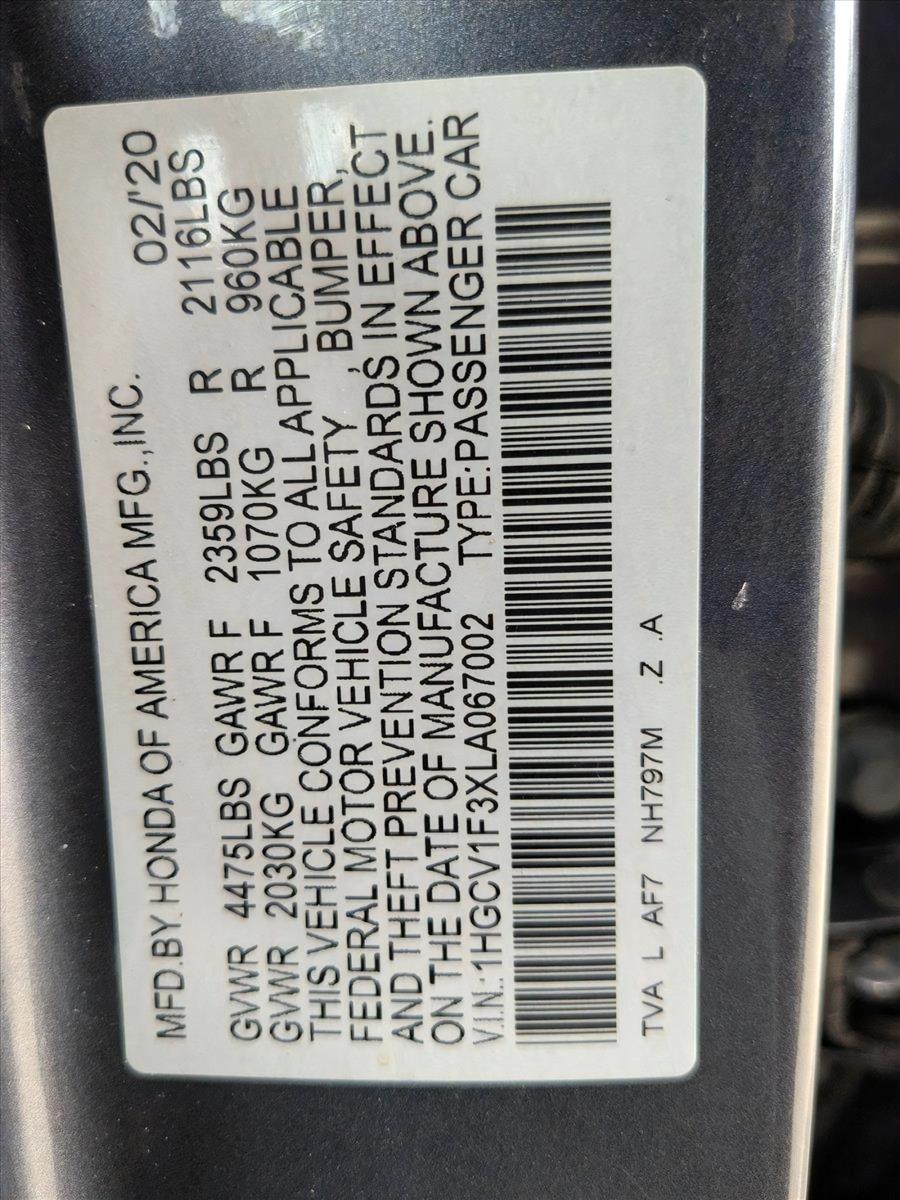 MFD.BY HONDA OF AMERICA MFG.,INC. 02/'20
GVWR 4475LBS GAWR F 2359LBS R 2116LBS
GVWR 2030KG GAWR F 1070KG R 960KG
THIS VEHICLE CONFORMS TO ALL APPLICABLE
FEDERAL MOTOR VEHICLE SAFETY , BUMPER,
AND THEFT PREVENTION STANDARDS IN EFFECT
ON THE DATE OF MANUFACTURE SHOWN ABOVE.
V.I.N.:1HGCV1F3XLA067002 TYPE:PASSENGER CAR
TVA L AF7 NH797M .Z .A